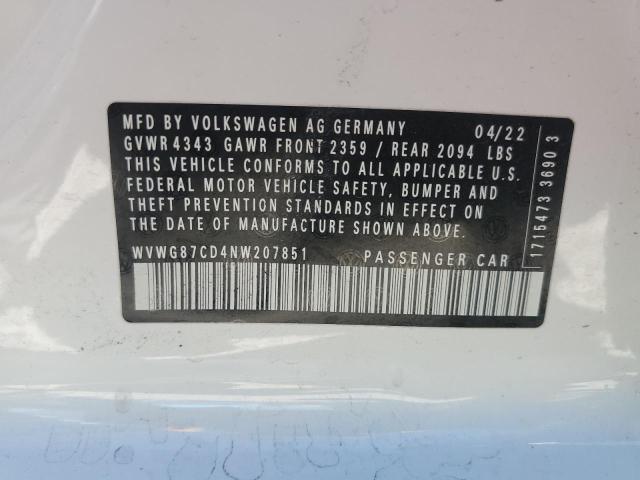 MFD BY VOLKSWAGEN AG GERMANY 04/22
GVWR 4343 GAWR FRONT 2359 / REAR 2094 LBS
THIS VEHICLE CONFORMS TO ALL APPLICABLE U.S.
FEDERAL MOTOR VEHICLE SAFETY, BUMPER AND
THEFT PREVENTION STANDARDS IN EFFECT ON
THE DATE OF MANUFACTURE SHOWN ABOVE.
WVWG87CD4NW207851 PASSENGER CAR
1715473 3690 3